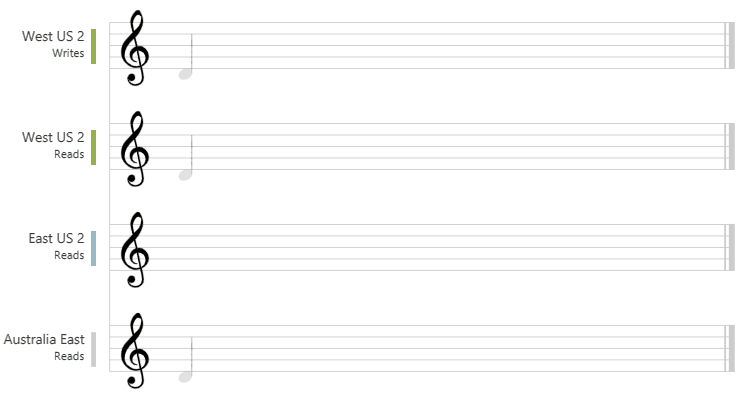 West US 2
Writes
West US 2
Reads
East US 2
Reads
Australia East
Reads